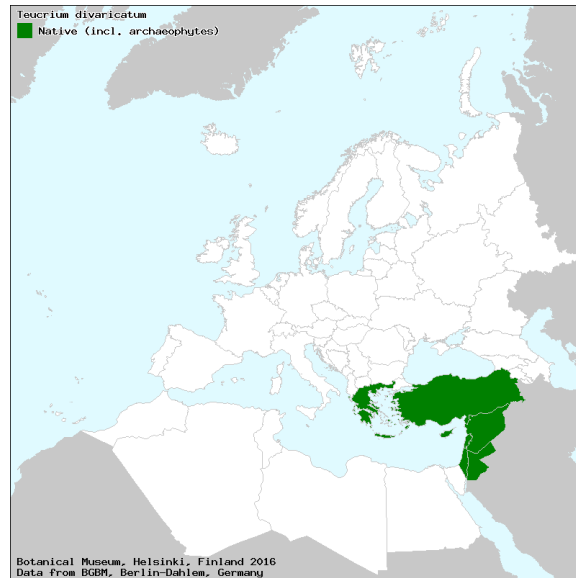 Teucrium divaricatum
Native (incl. archaeophytes)
Botanical Museum, Helsinki, Finland 2016
Data from BGBM, Berlin-Dahlem, Germany